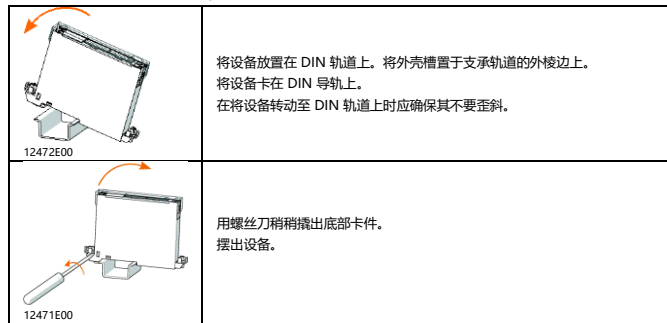 将设备放置在 DIN 轨道上。将外壳槽置于支承轨道的外棱边上。
将设备卡在 DIN 导轨上。
在将设备转动至 DIN 轨道上时应确保其不要歪斜。
12472E00
用螺丝刀稍稍撬出底部卡件。
摆出设备。
12471E00